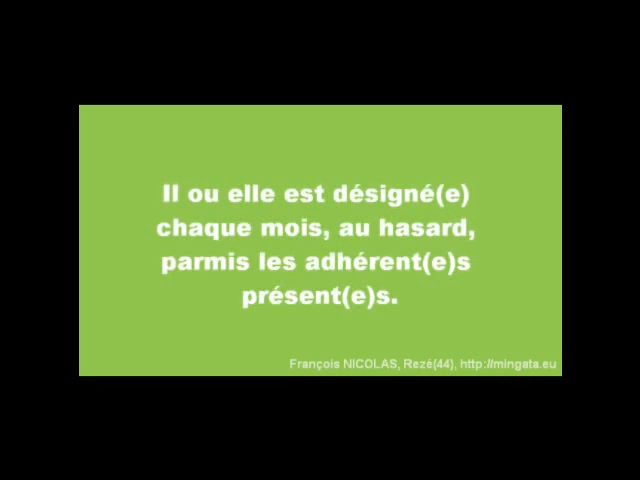 Il ou elle est désigné(e)
chaque mois, au hasard,
parmis les adhérent(e)s
présent(e)s.
François NICOLAS, Rezé(44), http://mingata.eu